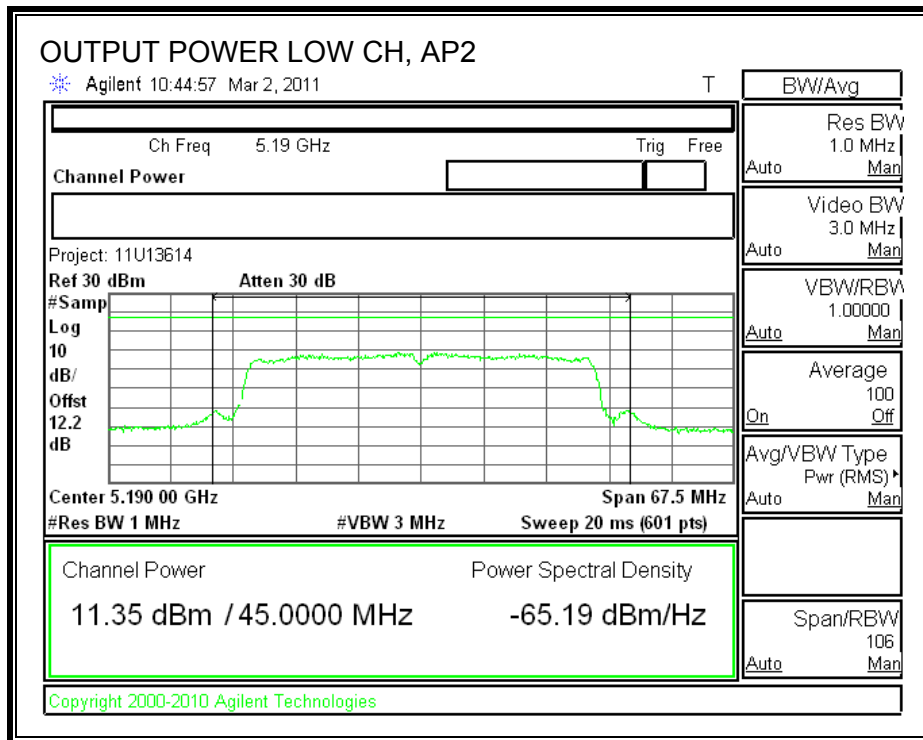 OUTPUT POWER LOW CH, AP2
Agilent 10:44:57 Mar 2, 2011 T
Ch Freq 5.19 GHz Trig Free
Channel Power
Project: 11U13614
Ref 30 dBm Atten 30 dB
#Samp
Log
10
dB/
Offst
12.2
dB
Center 5.190 00 GHz Span 67.5 MHz
#Res BW 1 MHz #VBW 3 MHz Sweep 20 ms (601 pts)
Channel Power Power Spectral Density
11.35 dBm / 45.0000 MHz -65.19 dBm/Hz
Copyright 2000-2010 Agilent Technologies
BW/Avg
Res BW
1.0 MHz
Auto Man
Video BW
3.0 MHz
Auto Man
VBW/RBW
1.00000
Auto Man
Average
100
On Off
Avg/VBW Type
Pwr (RMS)
Auto Man
Span/RBW
106
Auto Man